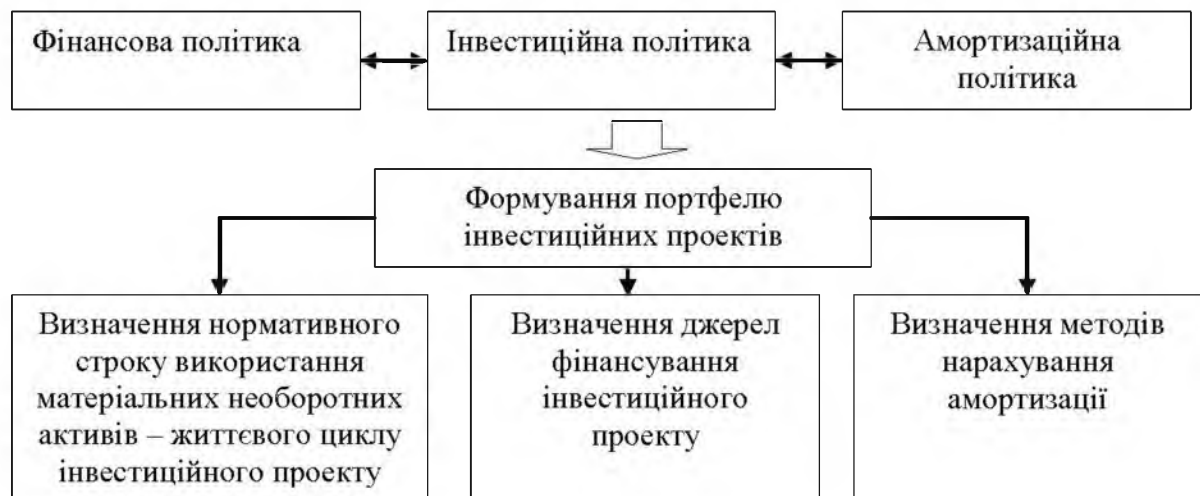 Фінансова політика
Інвестиційна політика
Амортизаційна
політика
Формування портфелю
інвестиційних проектів
Визначення нормативного
строку використання
матеріальних необоротних
активів – життєвого циклу
інвестиційного проекту
Визначення джерел
фінансування
інвестиційного
проекту
Визначення методів
нарахування
амортизації